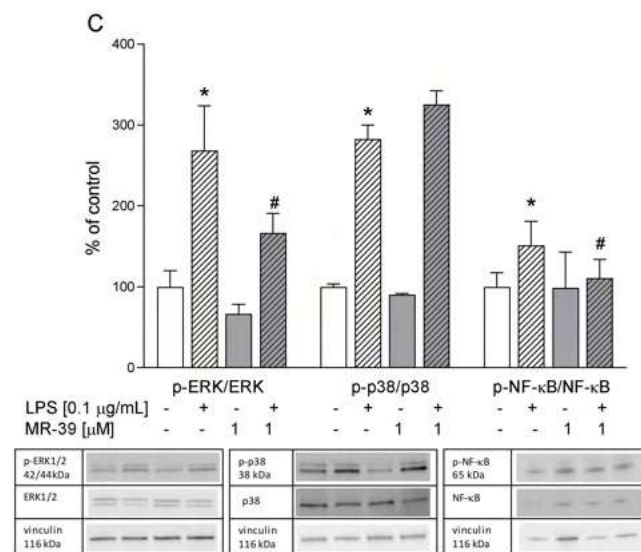 C
400
300
200
100
0
% of control
* # * * #
p-ERK/ERK p-p38/p38 p-NF-κB/NF-κB
LPS [0.1 μg/mL] - + - + - + - + - + - +
MR-39 [μM] - - 1 1 - - 1 1 - - 1 1
p-ERK1/2
42/44kDa
ERK1/2
vinculin
116 kDa
p-p38
38 kDa
p38
vinculin
116 kDa
p-NF-κB
65 kDa
NF-κB
vinculin
116 kDa